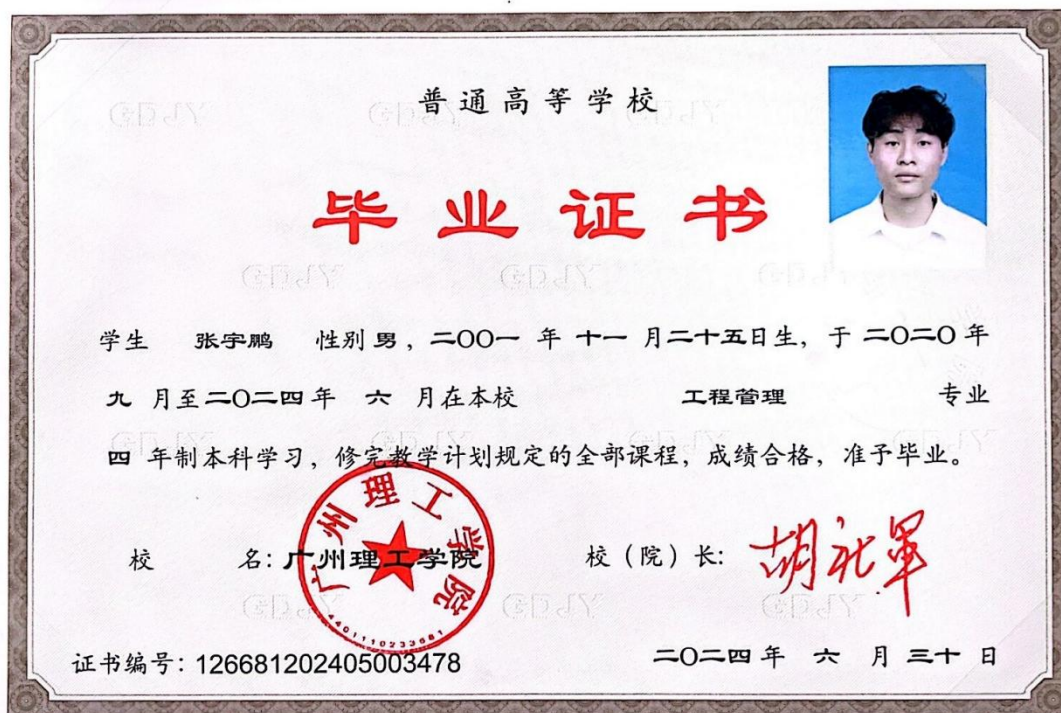 普通高等学校
毕业证书
学生 张宇鹏 性别 男，二〇〇一 年 十一 月二十五日生，于 二〇二〇 年
九 月至二〇二四年 六 月在本校 工程管理 专业
四 年制本科学习，修完教学计划规定的全部课程，成绩合格，准予毕业。
校 名：广州理工学院 校（院）长：胡社军
广州理工学院
4401110233681
证书编号：126681202405003478 二〇二四 年 六 月 三十 日